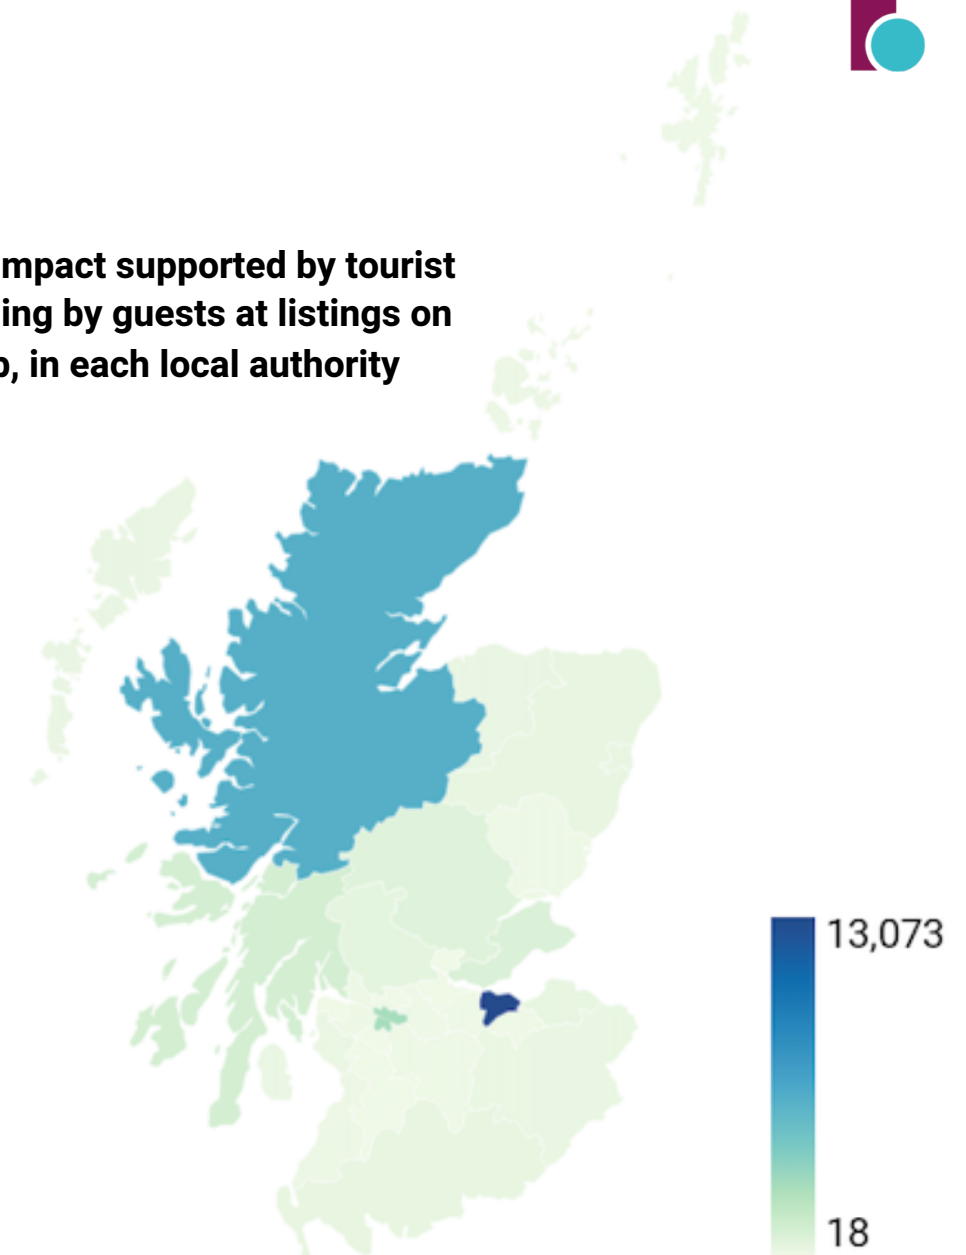 mpact supported by tourist
ing by guests at listings on
, in each local authority
13,073
18